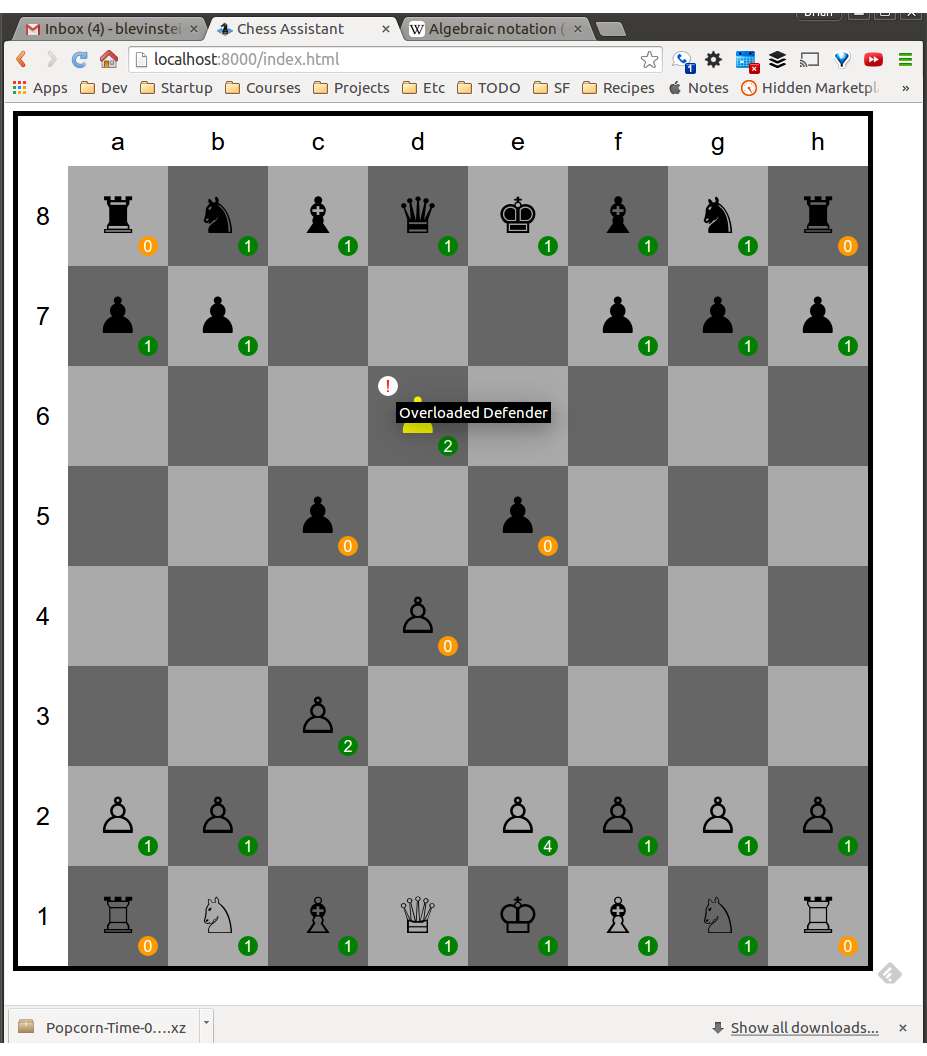 Brian
Inbox (4) - blevinstei
Chess Assistant
Algebraic notation (
localhost:8000/index.html
1
Apps Dev Startup Courses Projects Etc TODO SF Recipes Notes Hidden Marketpl »
a b c d e f g h
8 0 1 1 1 1 1 1 0
7 1 1 1 1 1
6 ! Overloaded Defender 2
5 0 0
4 0
3 2
2 1 1 4 1 1 1
1 0 1 1 1 1 1 1 0
Popcorn-Time-0....xz
Show all downloads...